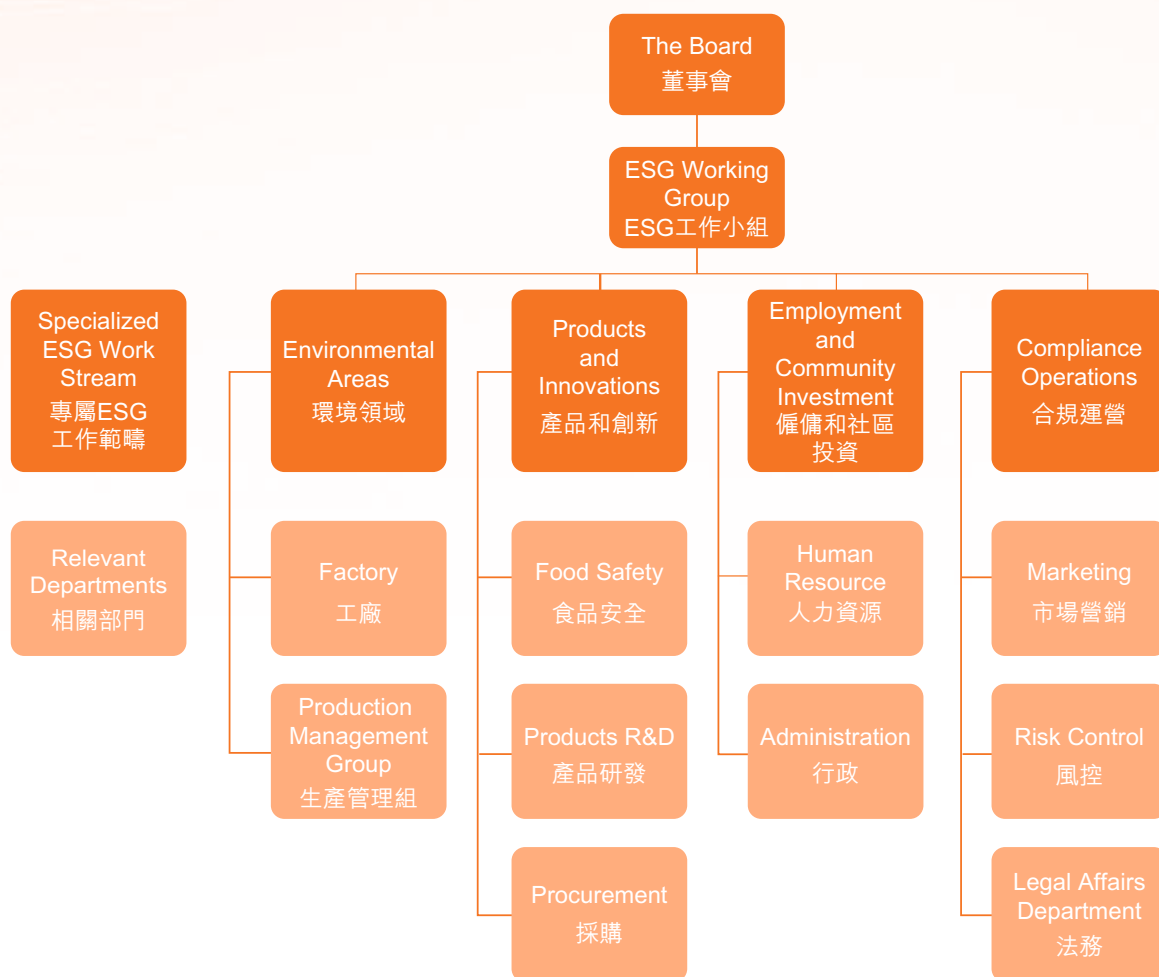 The Board
董事會
ESG Working
Group
ESG工作小組
Specialized
ESG Work
Stream
專屬ESG
工作範疇
Environmental
Areas
環境領域
Products
and
Innovations
產品和創新
Employment
and
Community
Investment
僱傭和社區
投資
Compliance
Operations
合規運營
Relevant
Departments
相關部門
Factory
工廠
Food Safety
食品安全
Human
Resource
人力資源
Marketing
市場營銷
Production
Management
Group
生產管理組
Products R&D
產品研發
Administration
行政
Risk Control
風控
Procurement
採購
Legal Affairs
Department
法務